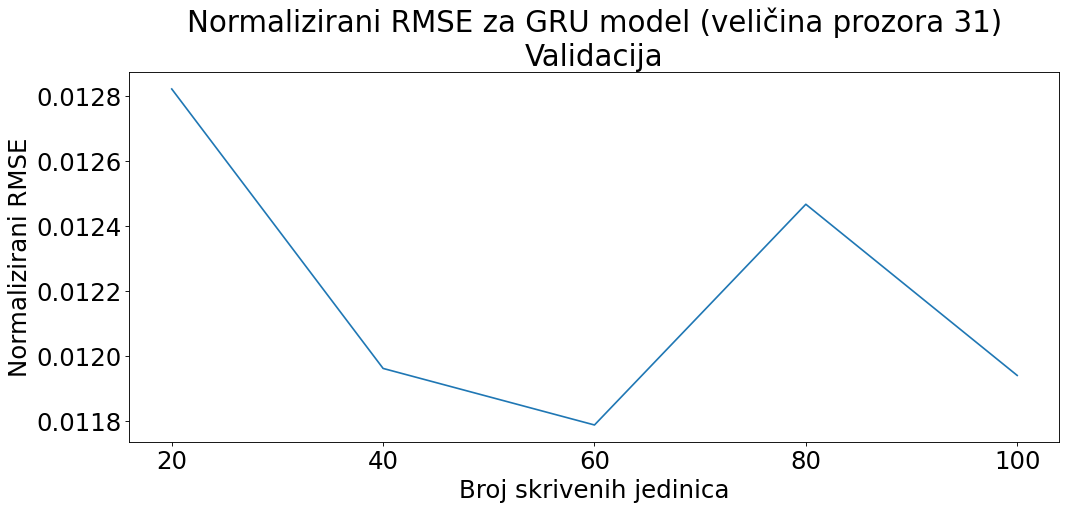 Normalizirani RMSE za GRU model (veličina prozora 31)
Validacija
Normalizirani RMSE
0.0128
0.0126
0.0124
0.0122
0.0120
0.0118
20 40 60 80 100
Broj skrivenih jedinica